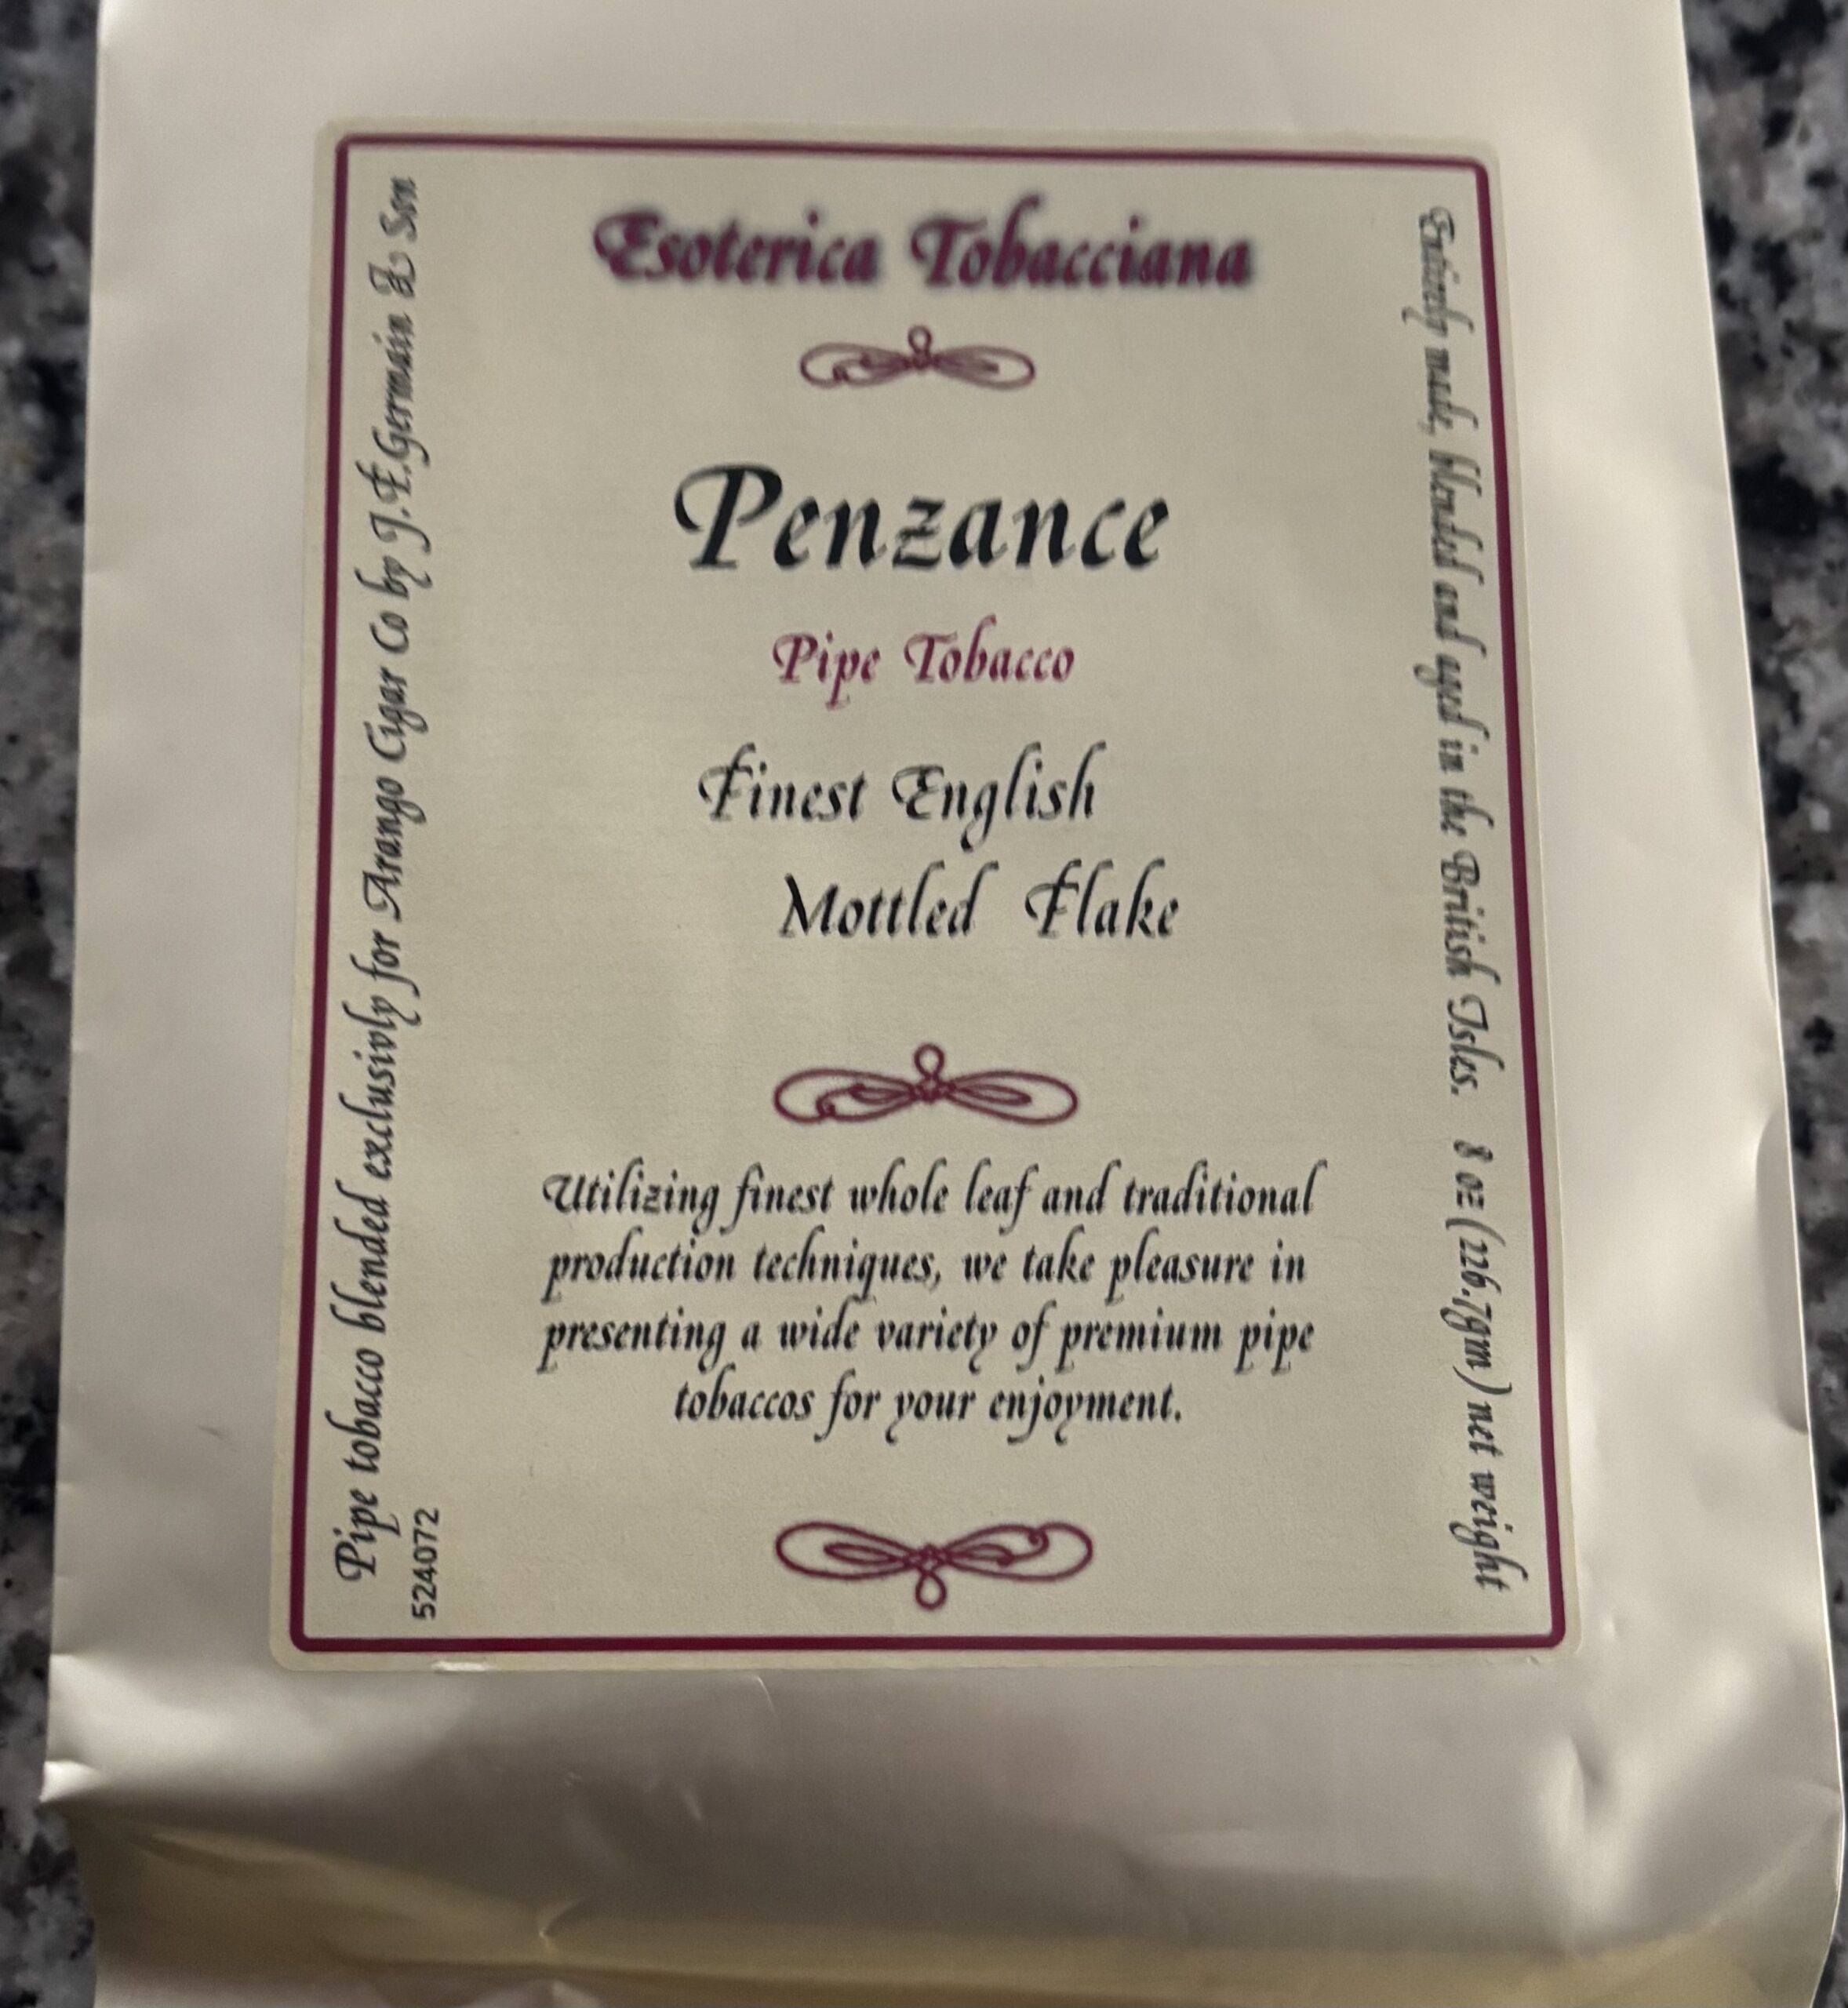 Esoterica Tobacciana
Penzance
Pipe Tobacco
Finest English
Mottled Flake
Utilizing finest whole leaf and traditional
production techniques, we take pleasure in
presenting a wide variety of premium pipe
tobaccos for your enjoyment.
Pipe tobacco blended exclusivly for Arango Cigar Co by J.E.Germain & Son
524072
Entirely made, blended and aged in the British Isles. 8 oz (226.7gm) net weight